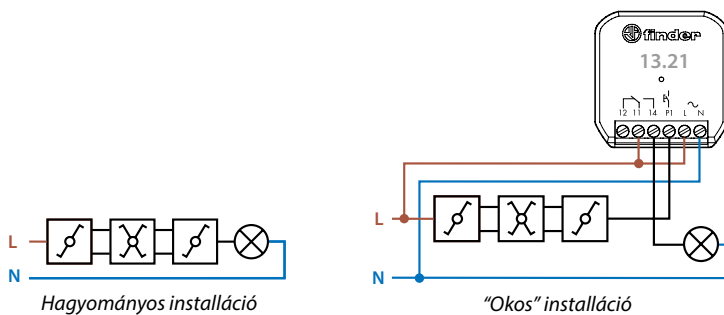 finder
13.21
12 11 14 P1 L N
L
N
Hagyományos installáció
L
N
“Okos” installáció